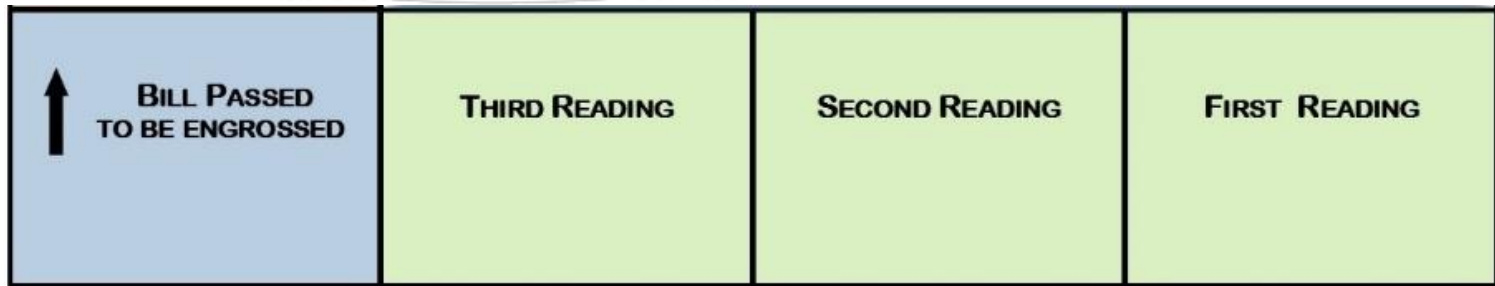 BILL PASSED
TO BE ENGROSSED
THIRD READING
SECOND READING
FIRST READING